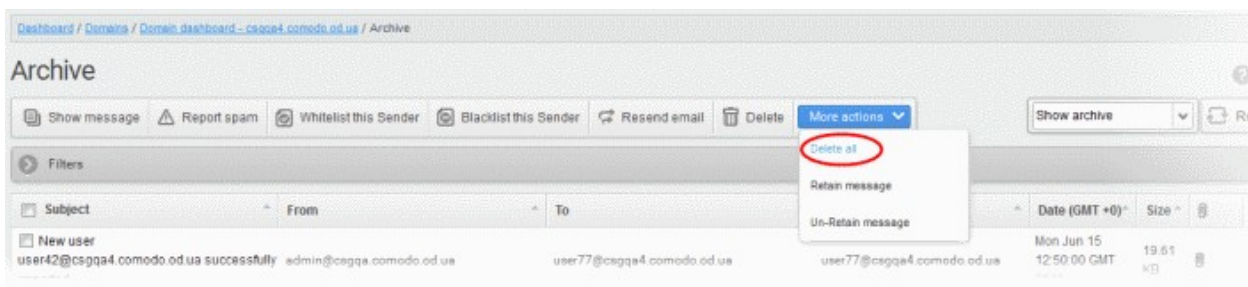 Dashboard / Domains / Domain dashboard - csgqa4.comodo.od.ua / Archive
Archive
Show message Report spam Whitelist this Sender Blacklist this Sender Resend email Delete More actions Show archive
Delete all
Filters
Retain message
Un-Retain message
Subject From To Date (GMT +0) Size
New user
user42@csgqa4.comodo.od.ua successfully admin@csgqa.comodo.od.ua user77@csgqa4.comodo.od.ua user77@csgqa4.comodo.od.ua Mon Jun 15
12:50:00 GMT 19.61
KB